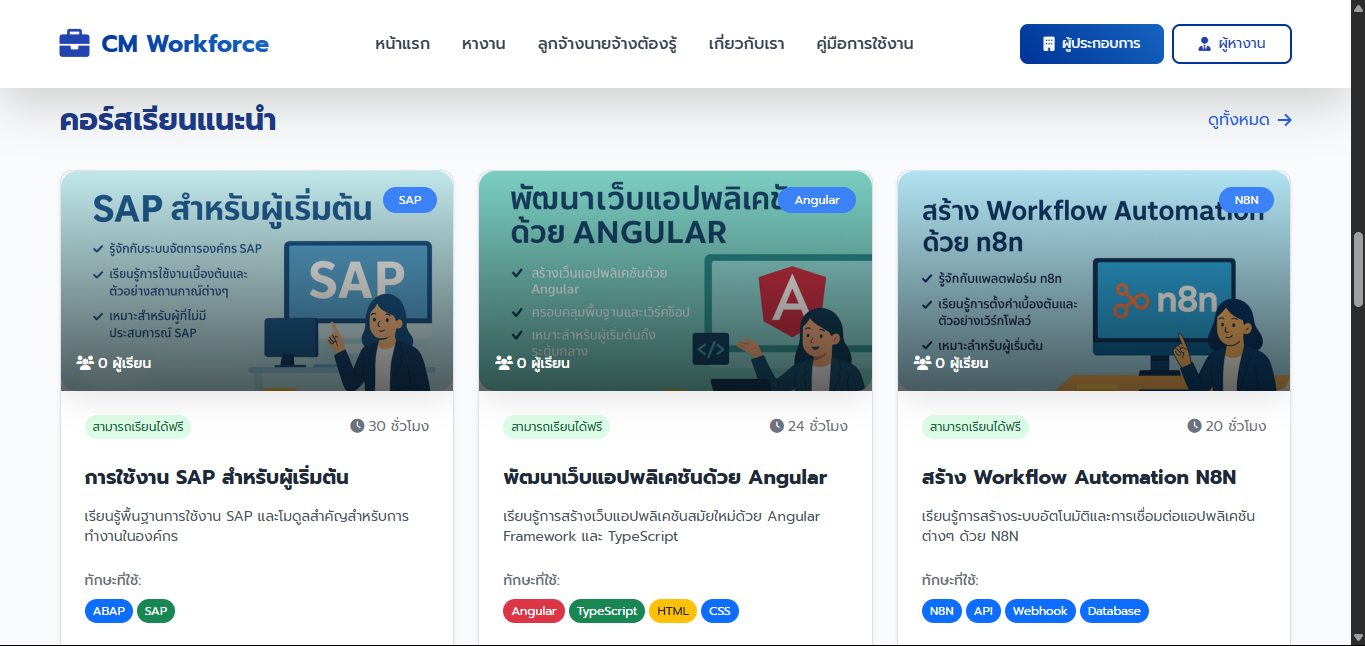 CM Workforce
หน้าแรก
หางาน
ลูกจ้างนายจ้างต้องรู้
เกี่ยวกับเรา
คู่มือการใช้งาน
ผู้ประกอบการ
ผู้หางาน
คอร์สเรียนแนะนำ
ดูทั้งหมด
SAP สำหรับผู้เริ่มต้น
SAP
รู้จักกับระบบจัดการองค์กร SAP
เรียนรู้การใช้งานเบื้องต้นและ
ตัวอย่างสถานกาณ์ต่างๆ
เหมาะสำหรับผู้ที่ไม่มี
ประสบการณ์ SAP
SAP
0 ผู้เรียน
สามารถเรียนได้ฟรี
30 ชั่วโมง
การใช้งาน SAP สำหรับผู้เริ่มต้น
เรียนรู้พื้นฐานการใช้งาน SAP และโมดูลสำคัญสำหรับการ
ทำงานในองค์กร
ทักษะที่ใช้:
ABAP
SAP
พัฒนาเว็บแอปพลิเคชั
ด้วย ANGULAR
Angular
สร้างเว็บแอปพลิเคชันด้วย
Angular
ครอบคลุมพื้นฐานและเวิร์คช็อป
เหมาะสำหรับผู้เริ่มต้นถึง
ระดับกลาง
A
</>
0 ผู้เรียน
สามารถเรียนได้ฟรี
24 ชั่วโมง
พัฒนาเว็บแอปพลิเคชันด้วย Angular
เรียนรู้การสร้างเว็บแอปพลิเคชันสมัยใหม่ด้วย Angular
Framework และ TypeScript
ทักษะที่ใช้:
Angular
TypeScript
HTML
CSS
สร้าง Workflow Automation
ด้วย n8n
N8N
รู้จักกับแพลตฟอร์ม n8n
เรียนรู้การตั้งค่าเบื้องต้นและ
ตัวอย่างเวิร์กโฟลว์
เหมาะสำหรับผู้เริ่มต้น
n8n
0 ผู้เรียน
สามารถเรียนได้ฟรี
20 ชั่วโมง
สร้าง Workflow Automation N8N
เรียนรู้การสร้างระบบอัตโนมัติและการเชื่อมต่อแอปพลิเคชัน
ต่างๆ ด้วย N8N
ทักษะที่ใช้:
N8N
API
Webhook
Database